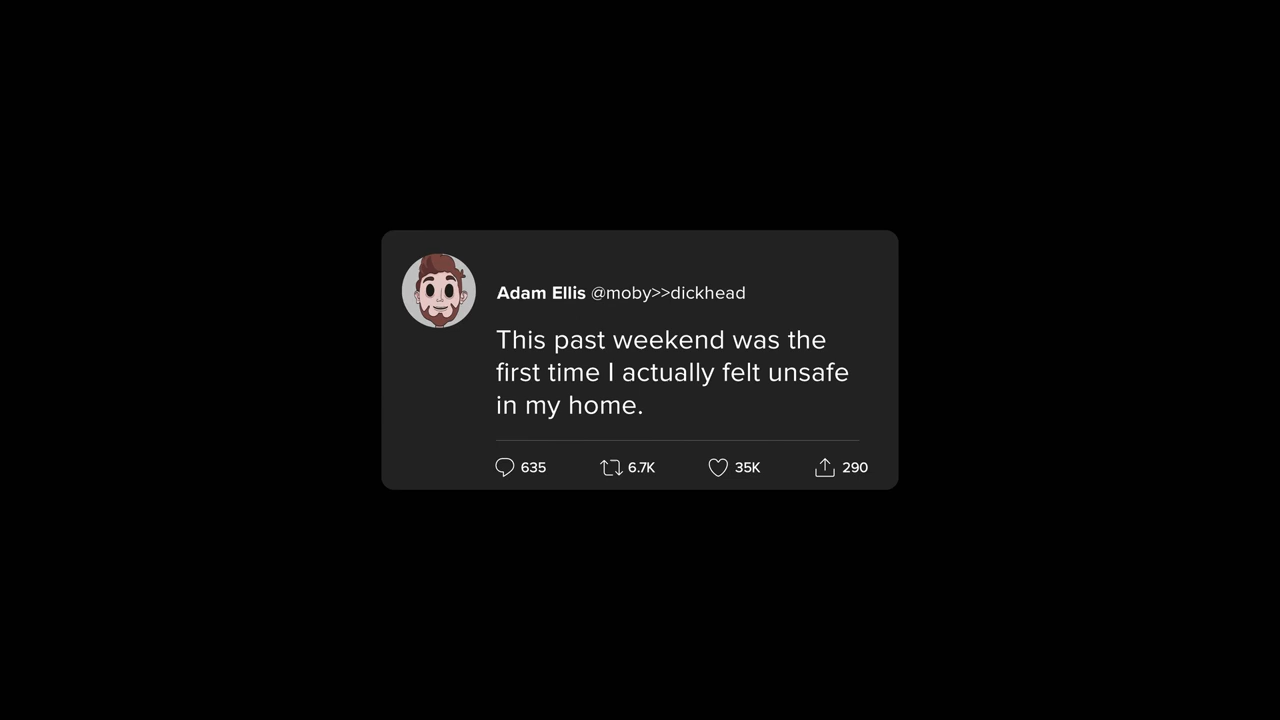 Adam Ellis @moby>>dickhead
This past weekend was the
first time I actually felt unsafe
in my home.
635 6.7K 35K 290